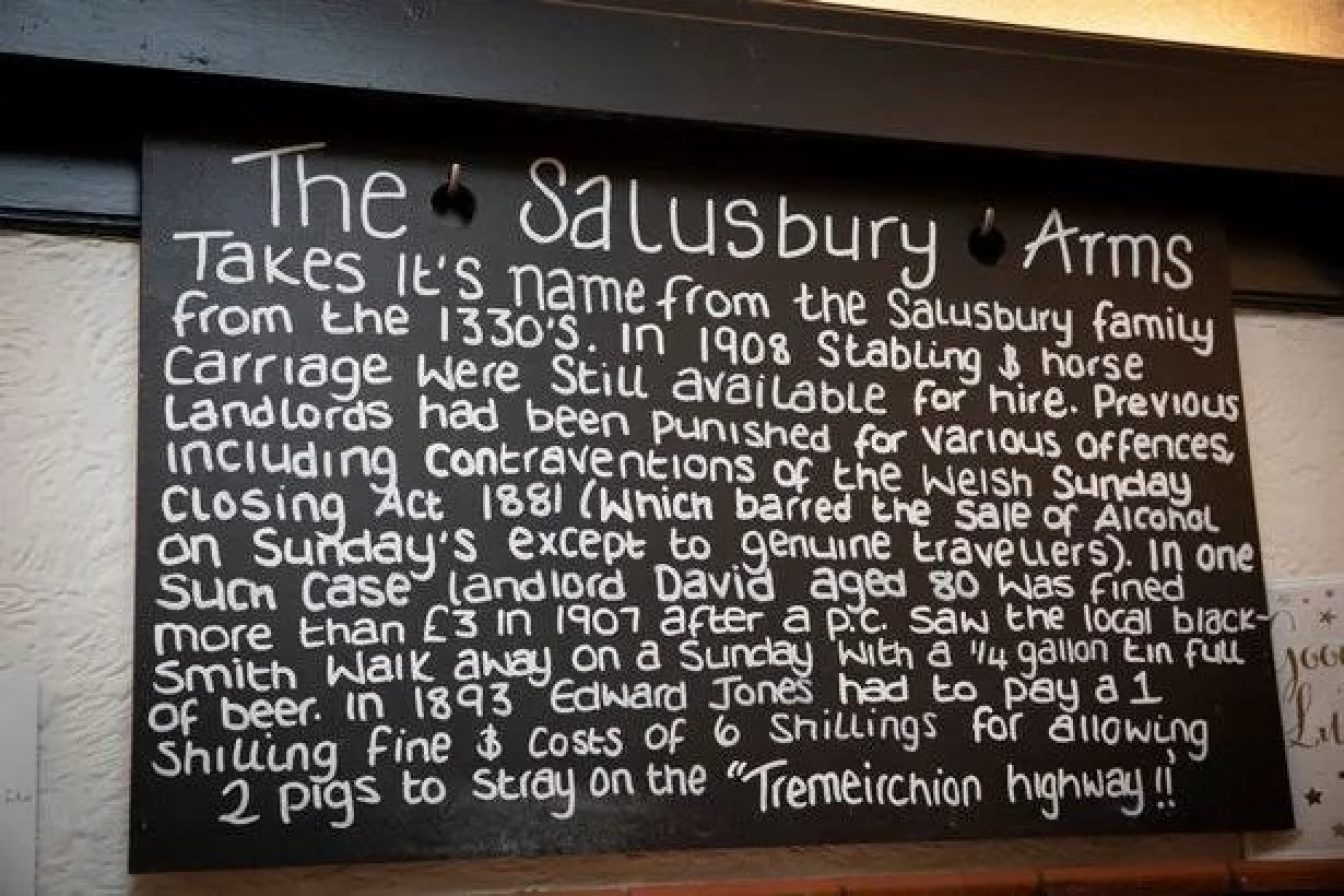 The Salusbury Arms
Takes It's name from the Salusbury family
from the 1330's. In 1908 Stabling $ horse
Carriage Were Still available for hire. Previous
Landlords had been punished for various offences,
including contraventions of the Welsh Sunday
Closing Act 1881 (Which barred the sale of Alcohol
on Sunday's except to genuine travellers). In one
Such Case landlord David aged 80 was fined
more than £3 in 1907 after a p.c. saw the local black-
smith walk away on a Sunday with a 1/4 gallon tin full
of beer. In 1893 Edward Jones had to pay a 1
Shilling fine $ costs of 6 shillings for allowing
2 pigs to stray on the "Tremeirchion highway!!